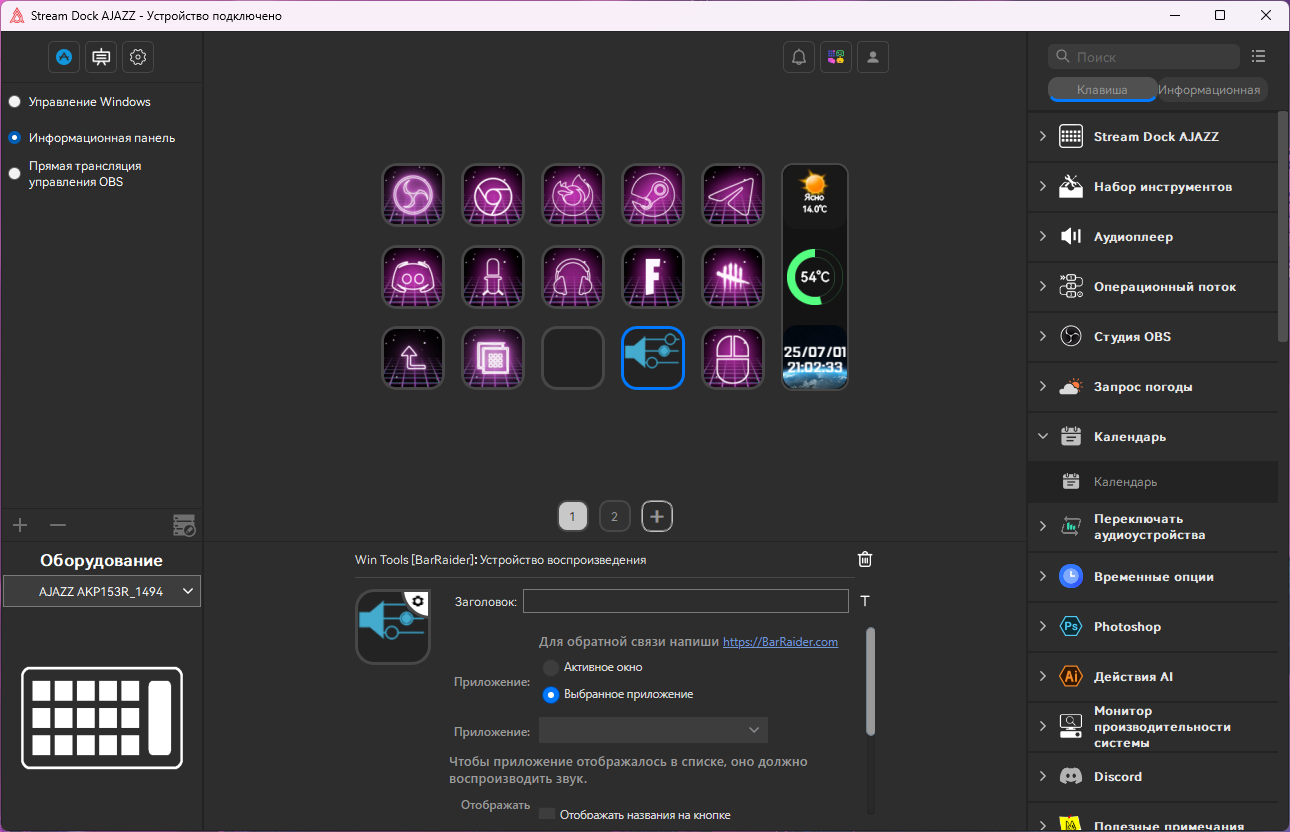 Stream Dock AJAZZ - Устройство подключено
Управление Windows
Информационная панель
Прямая трансляция
управления OBS
Оборудование
AJAZZ AKP153R_1494
Ясно
14.0℃
54°C
25/07/01
21:02:33
1
2
Win Tools [BarRaider]: Устройство воспроизведения
Заголовок:
T
Для обратной связи напиши https://BarRaider.com
Приложение:
Активное окно
Выбранное приложение
Приложение:
Чтобы приложение отображалось в списке, оно должно
воспроизводить звук.
Отображать
Отображать названия на кнопке
Поиск
Клавиша
Информационная
Stream Dock AJAZZ
Набор инструментов
Аудиоплеер
Операционный поток
Студия OBS
Запрос погоды
Календарь
Календарь
Переключать
аудиоустройства
Временные опции
Ps
Photoshop
Ai
Действия AI
Монитор
производительности
системы
Discord
Полезные примечания